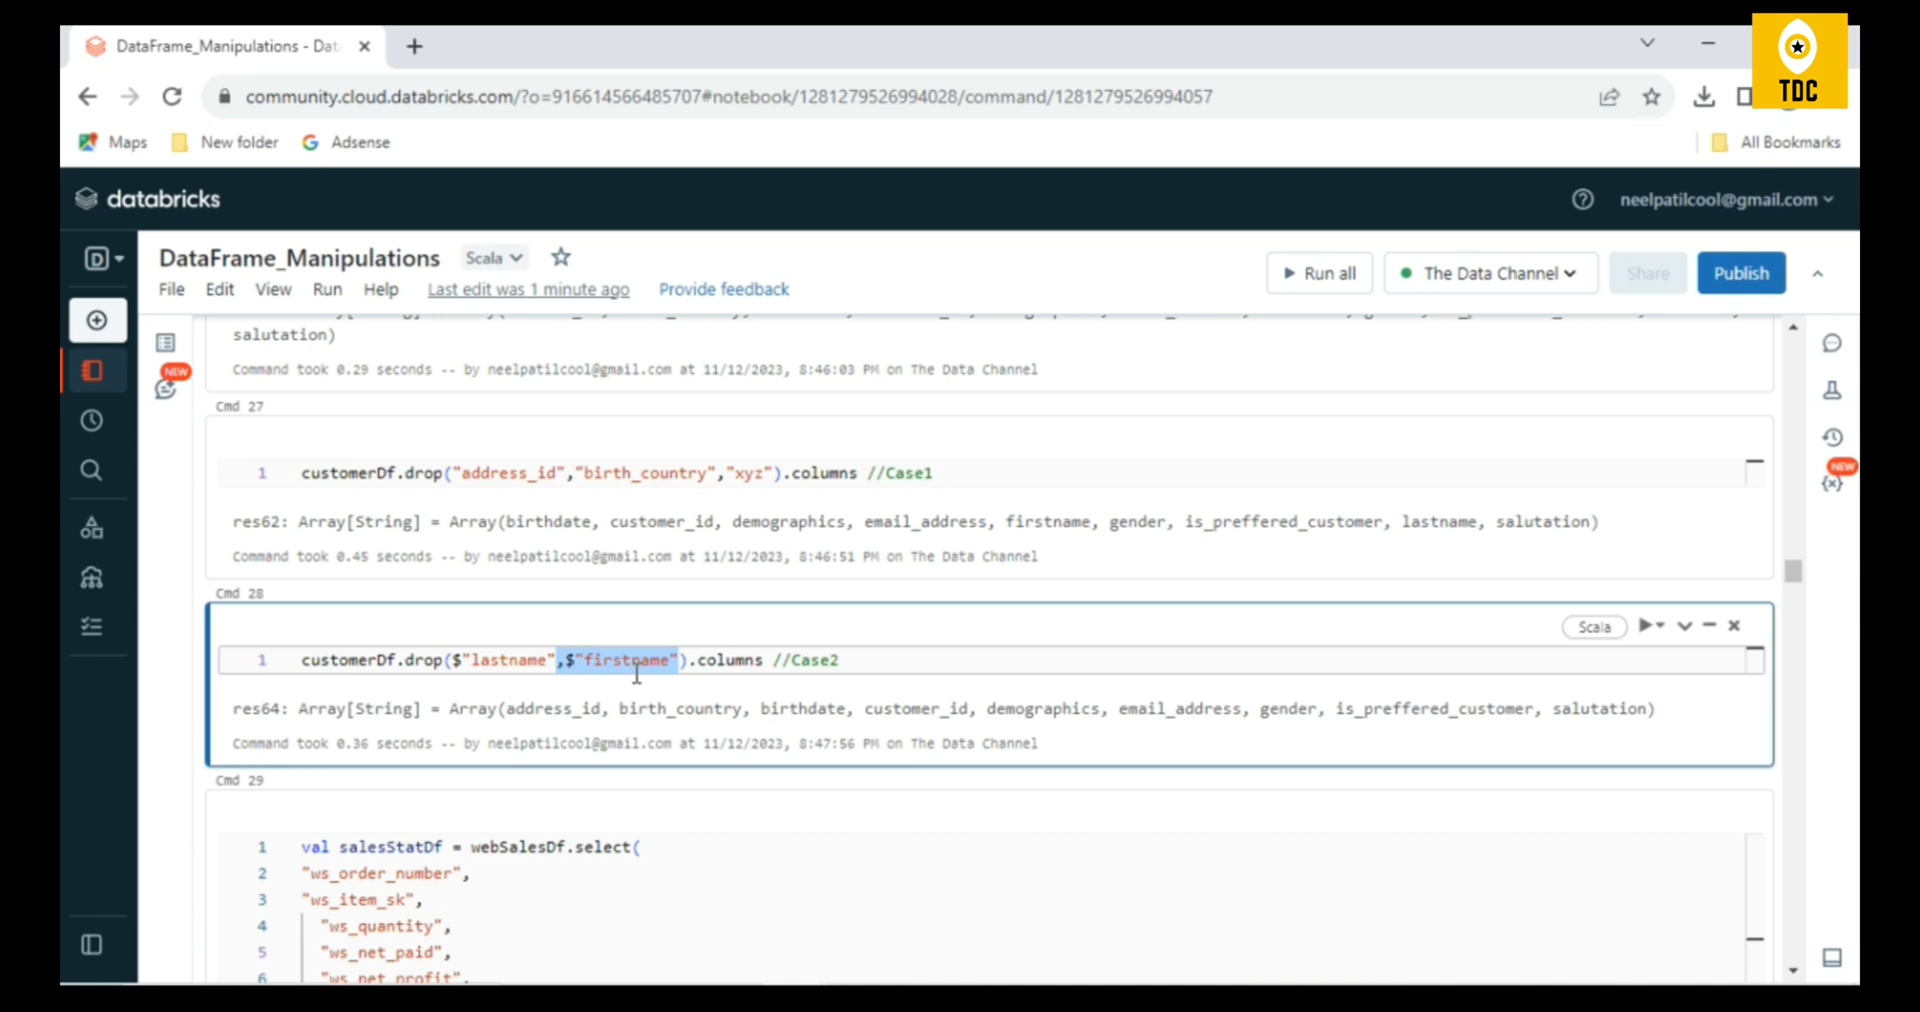 DataFrame_Manipulations - Dat
TDC
community.cloud.databricks.com/?o=916614566485707#notebook/1281279526994028/command/1281279526994057
Maps New folder Adsense All Bookmarks
databricks neelpatilcool@gmail.com
DataFrame_Manipulations Scala
Run all The Data Channel Share Publish
File Edit View Run Help Last edit was 1 minute ago Provide feedback
NEW
salutation)
Command took 0.29 seconds -- by neelpatilcool@gmail.com at 11/12/2023, 8:46:03 PM on The Data Channel
Cmd 27
1 customerDf.drop("address_id","birth_country","xyz").columns //Case1
NEW
res62: Array[String] = Array(birthdate, customer_id, demographics, email_address, firstname, gender, is_preffered_customer, lastname, salutation)
Command took 0.45 seconds -- by neelpatilcool@gmail.com at 11/12/2023, 8:46:51 PM on The Data Channel
Cmd 28
Scala
1 customerDf.drop($"lastname",$"firstname").columns //Case2
res64: Array[String] = Array(address_id, birth_country, birthdate, customer_id, demographics, email_address, gender, is_preffered_customer, salutation)
Command took 0.36 seconds -- by neelpatilcool@gmail.com at 11/12/2023, 8:47:56 PM on The Data Channel
Cmd 29
1 val salesStatDf = webSalesDf.select(
2 "ws_order_number",
3 "ws_item_sk",
4 "ws_quantity",
5 "ws_net_paid",
6 "ws_net_profit",